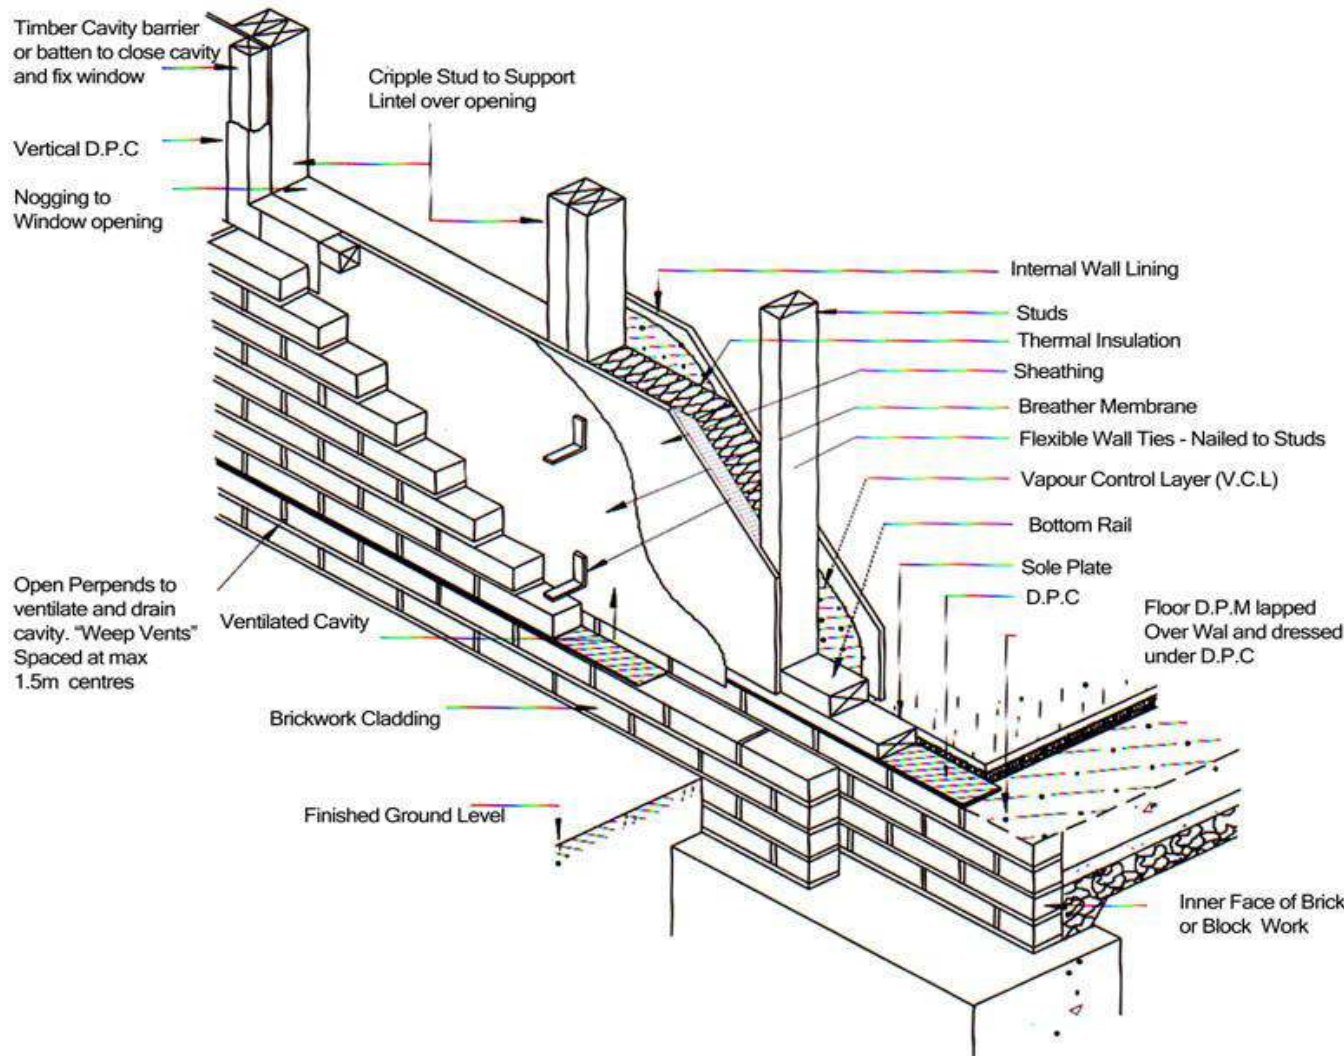 Timber Cavity barrier
or batten to close cavity
and fix window
Cripple Stud to Support
Lintel over opening
Vertical D.P.C
Nogging to
Window opening
Internal Wall Lining
Studs
Thermal Insulation
Sheathing
Breather Membrane
Flexible Wall Ties - Nailed to Studs
Vapour Control Layer (V.C.L)
Bottom Rail
Sole Plate
D.P.C
Floor D.P.M lapped
Over Wal and dressed
under D.P.C
Open Perpends to
ventilate and drain
cavity. “Weep Vents”
Spaced at max
1.5m centres
Ventilated Cavity
Brickwork Cladding
Finished Ground Level
Inner Face of Brick
or Block Work